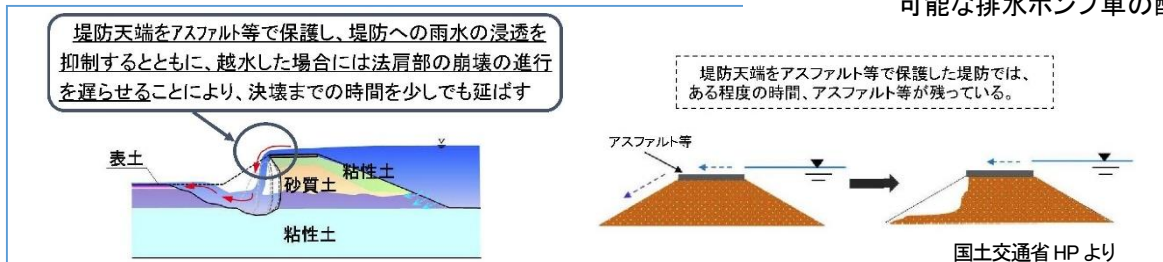 可能な排水ポンプ車の配
堤防天端をアスファルト等で保護し、堤防への雨水の浸透を
抑制するとともに、越水した場合には法肩部の崩壊の進行
を遅らせることにより、決壊までの時間を少しでも延ばす
堤防天端をアスファルト等で保護した堤防では、
ある程度の時間、アスファルト等が残っている。
アスファルト等
表土
粘性土
砂質土
粘性土
国土交通省 HP より